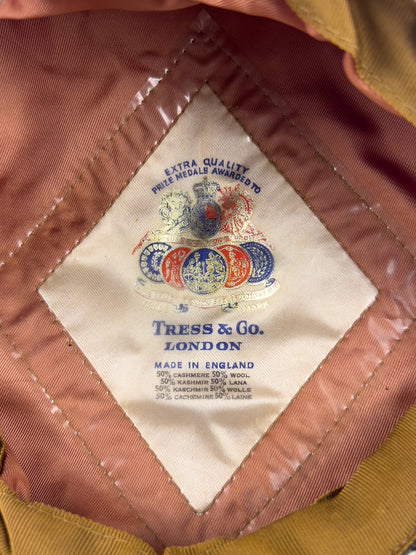 EXTRA QUALITY
PRIZE MEDALS AWARDED TO
MARK
TRESS & Co.
LONDON
MADE IN ENGLAND
50% CASHMERE 50% WOOL
50% KASHMIR 50% LANA
50% KASCHMIR 50% WOLLE
50% CACHEMIRE 50% LAINE